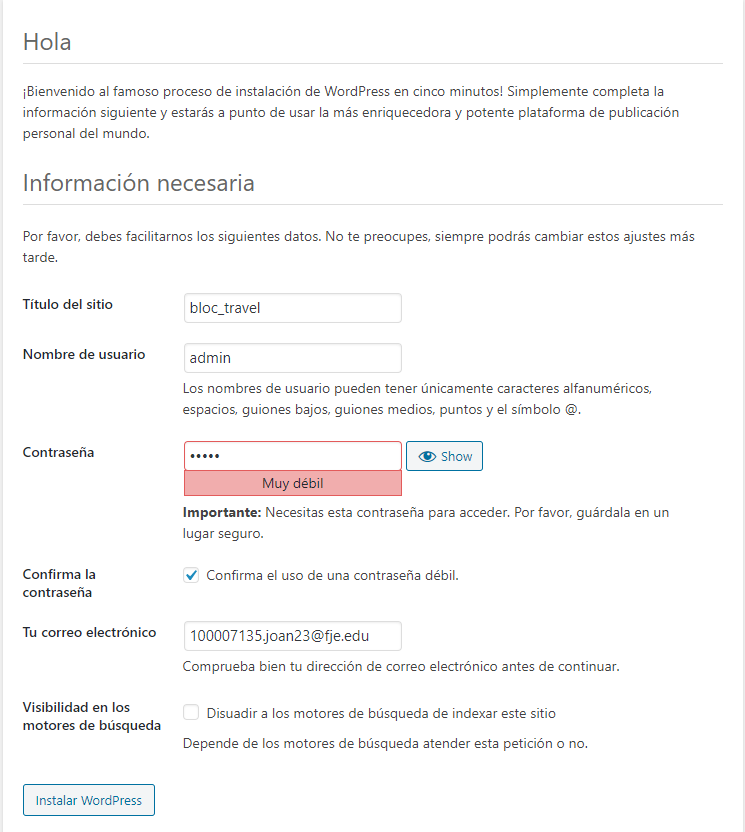 Hola
¡Bienvenido al famoso proceso de instalación de WordPress en cinco minutos! Simplemente completa la
información siguiente y estarás a punto de usar la más enriquecedora y potente plataforma de publicación
personal del mundo.
Información necesaria
Por favor, debes facilitarnos los siguientes datos. No te preocupes, siempre podrás cambiar estos ajustes más
tarde.
Título del sitio
bloc_travel
Nombre de usuario
admin
Los nombres de usuario pueden tener únicamente caracteres alfanuméricos,
espacios, guiones bajos, guiones medios, puntos y el símbolo @.
Contraseña
•••••
Show
Muy débil
Importante: Necesitas esta contraseña para acceder. Por favor, guárdala en un
lugar seguro.
Confirma la
contraseña
Confirma el uso de una contraseña débil.
Tu correo electrónico
100007135.joan23@fje.edu
Comprueba bien tu dirección de correo electrónico antes de continuar.
Visibilidad en los
motores de búsqueda
Disuadir a los motores de búsqueda de indexar este sitio
Depende de los motores de búsqueda atender esta petición o no.
Instalar WordPress